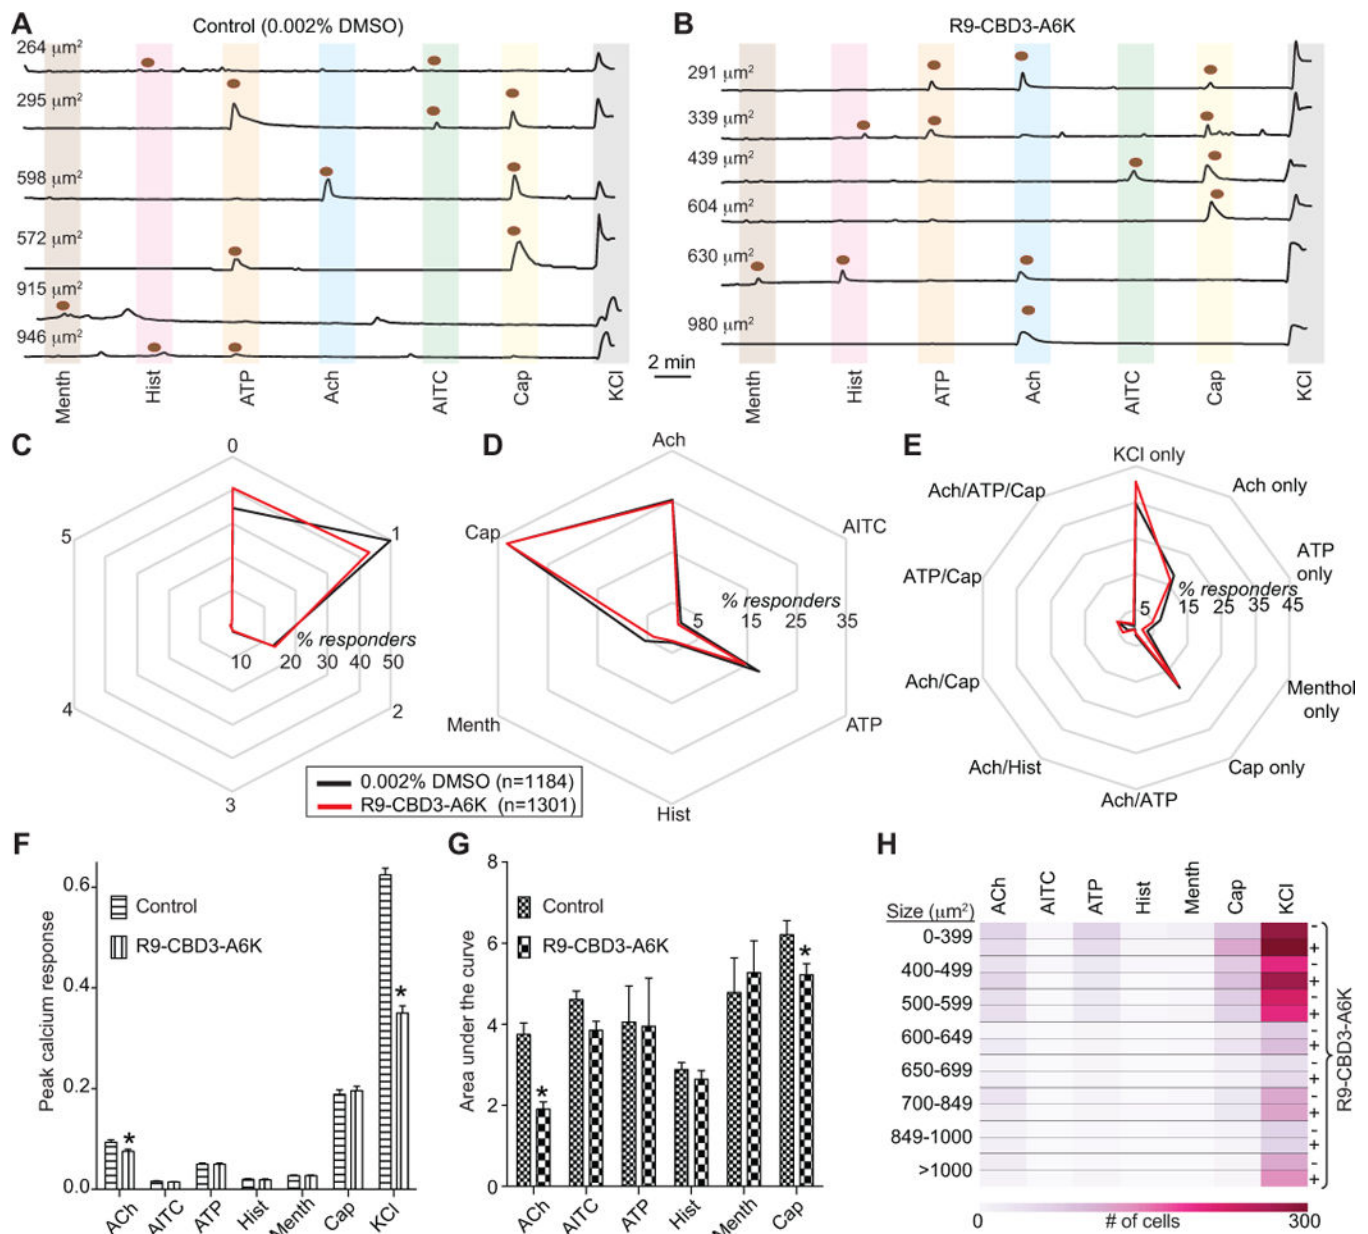 A
Control (0.002% DMSO)
264 µm²
295 µm²
598 µm²
572 µm²
915 µm²
946 µm²
Menth
Hist
ATP
Ach
AITC
Cap
KCl
2 min
B
R9-CBD3-A6K
291 µm²
339 µm²
439 µm²
604 µm²
630 µm²
980 µm²
Menth
Hist
ATP
Ach
AITC
Cap
KCl
C
0
1
2
3
4
5
% responders
10 20 30 40 50
D
Ach
AITC
ATP
Hist
Menth
Cap
% responders
5 15 25 35
E
KCl only
Ach only
ATP
only
Menthol
only
Cap only
Ach/ATP
Ach/Hist
Ach/Cap
ATP/Cap
Ach/ATP/Cap
% responders
5 15 25 35 45
0.002% DMSO (n=1184)
R9-CBD3-A6K (n=1301)
F
Peak calcium response
0.6
0.4
0.2
0.0
Control
R9-CBD3-A6K
*
*
ACh
AITC
ATP
Hist
Menth
Cap
KCl
G
Area under the curve
8
6
4
2
0
Control
R9-CBD3-A6K
*
*
ACh
AITC
ATP
Hist
Menth
Cap
H
Size (µm²)
ACh
AITC
ATP
Hist
Menth
Cap
KCl
0-399
400-499
500-599
600-649
650-699
700-849
849-1000
>1000
-
+
-
+
-
+
-
+
-
+
-
+
-
+
-
+
R9-CBD3-A6K
0 # of cells 300